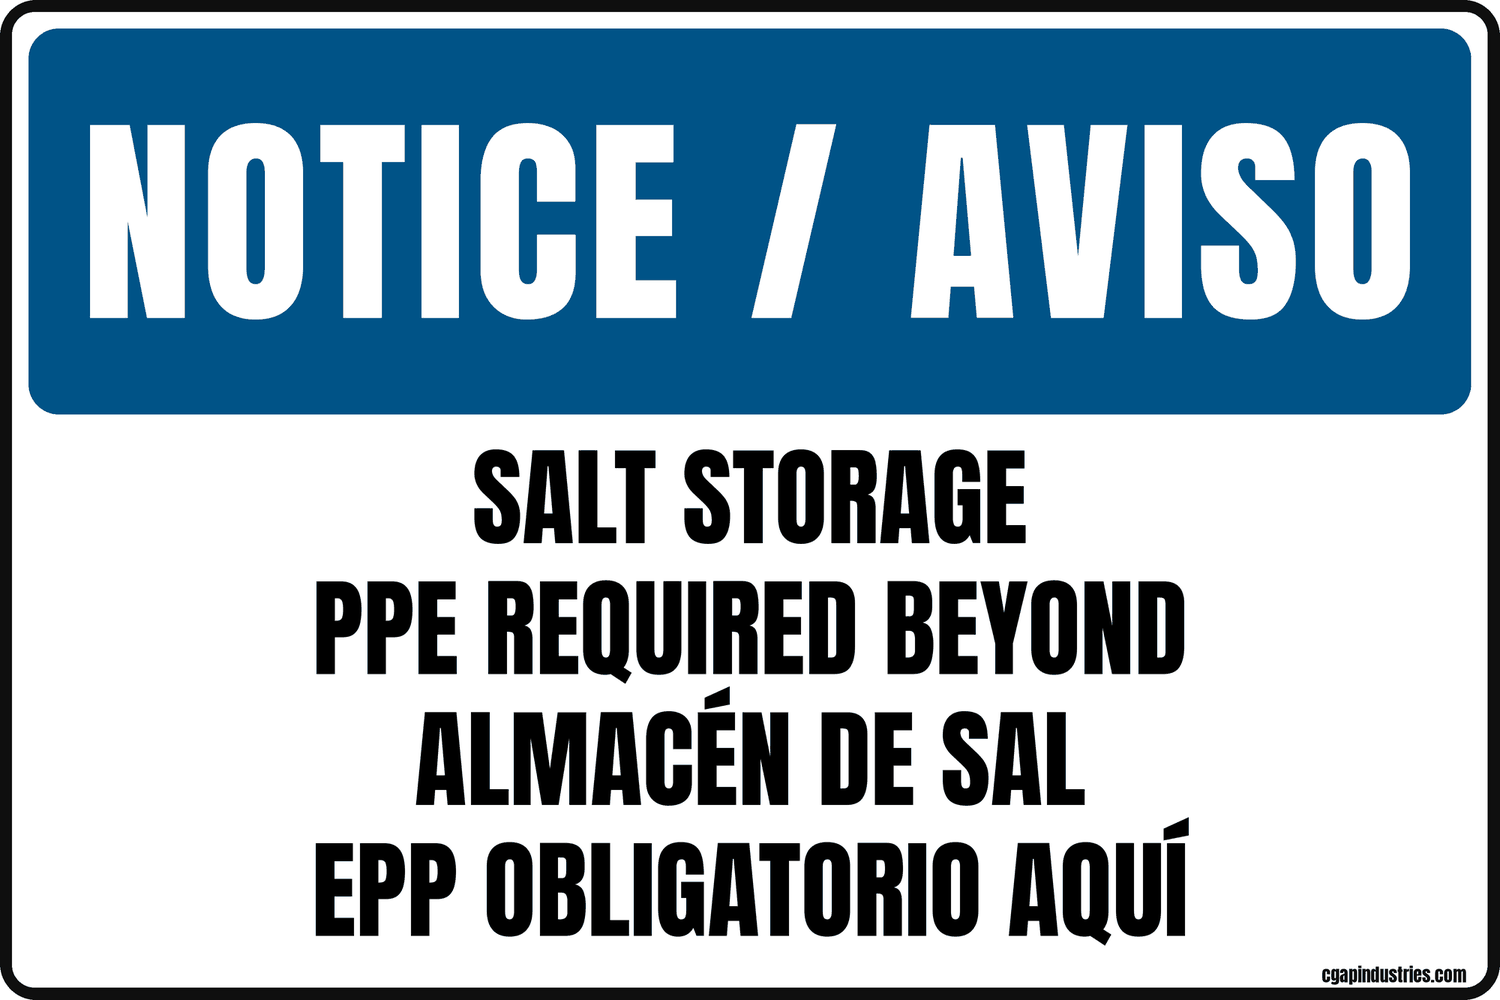 NOTICE / AVISO
SALT STORAGE
PPE REQUIRED BEYOND
ALMACÉN DE SAL
EPP OBLIGATORIO AQUÍ
cgapindustries.com